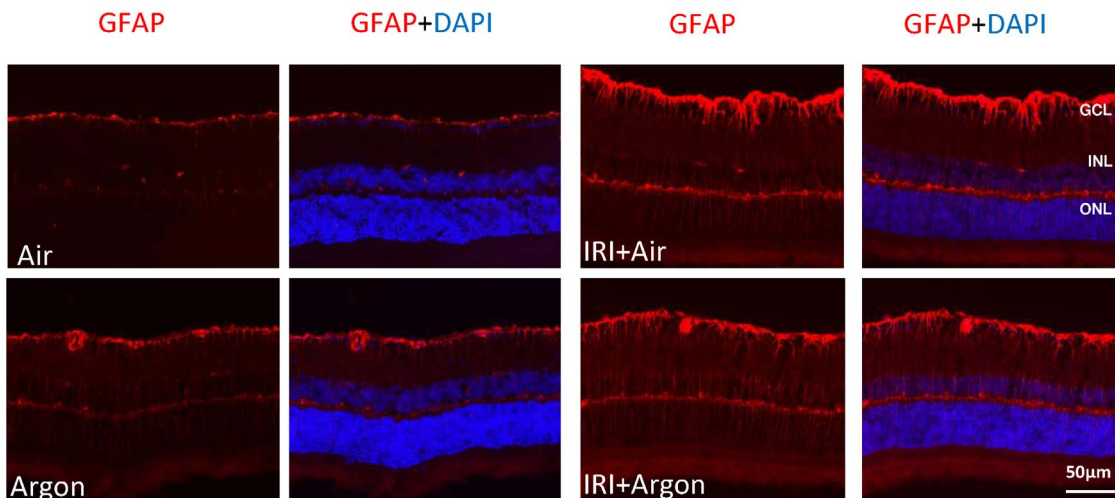 GFAP
GFAP+DAPI
GFAP
GFAP+DAPI
GCL
INL
ONL
Air
IRI+Air
Argon
IRI+Argon
50µm